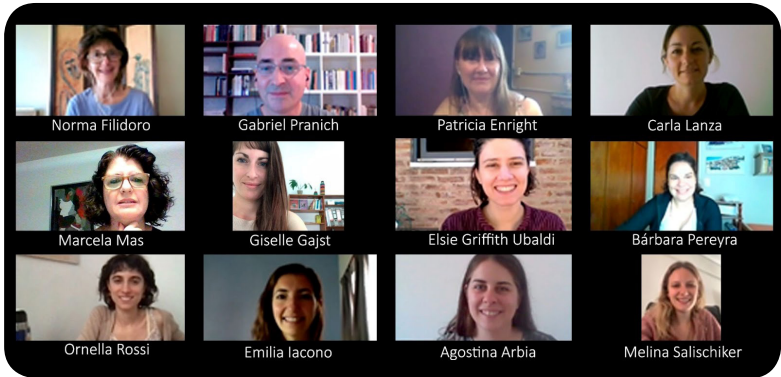 Norma Filidoro
Gabriel Pranich
Patricia Enright
Carla Lanza
Marcela Mas
Giselle Gajst
Elsie Griffith Ubaldi
Bárbara Pereyra
Ornella Rossi
Emilia Iacono
Agostina Arbia
Melina Salischiker